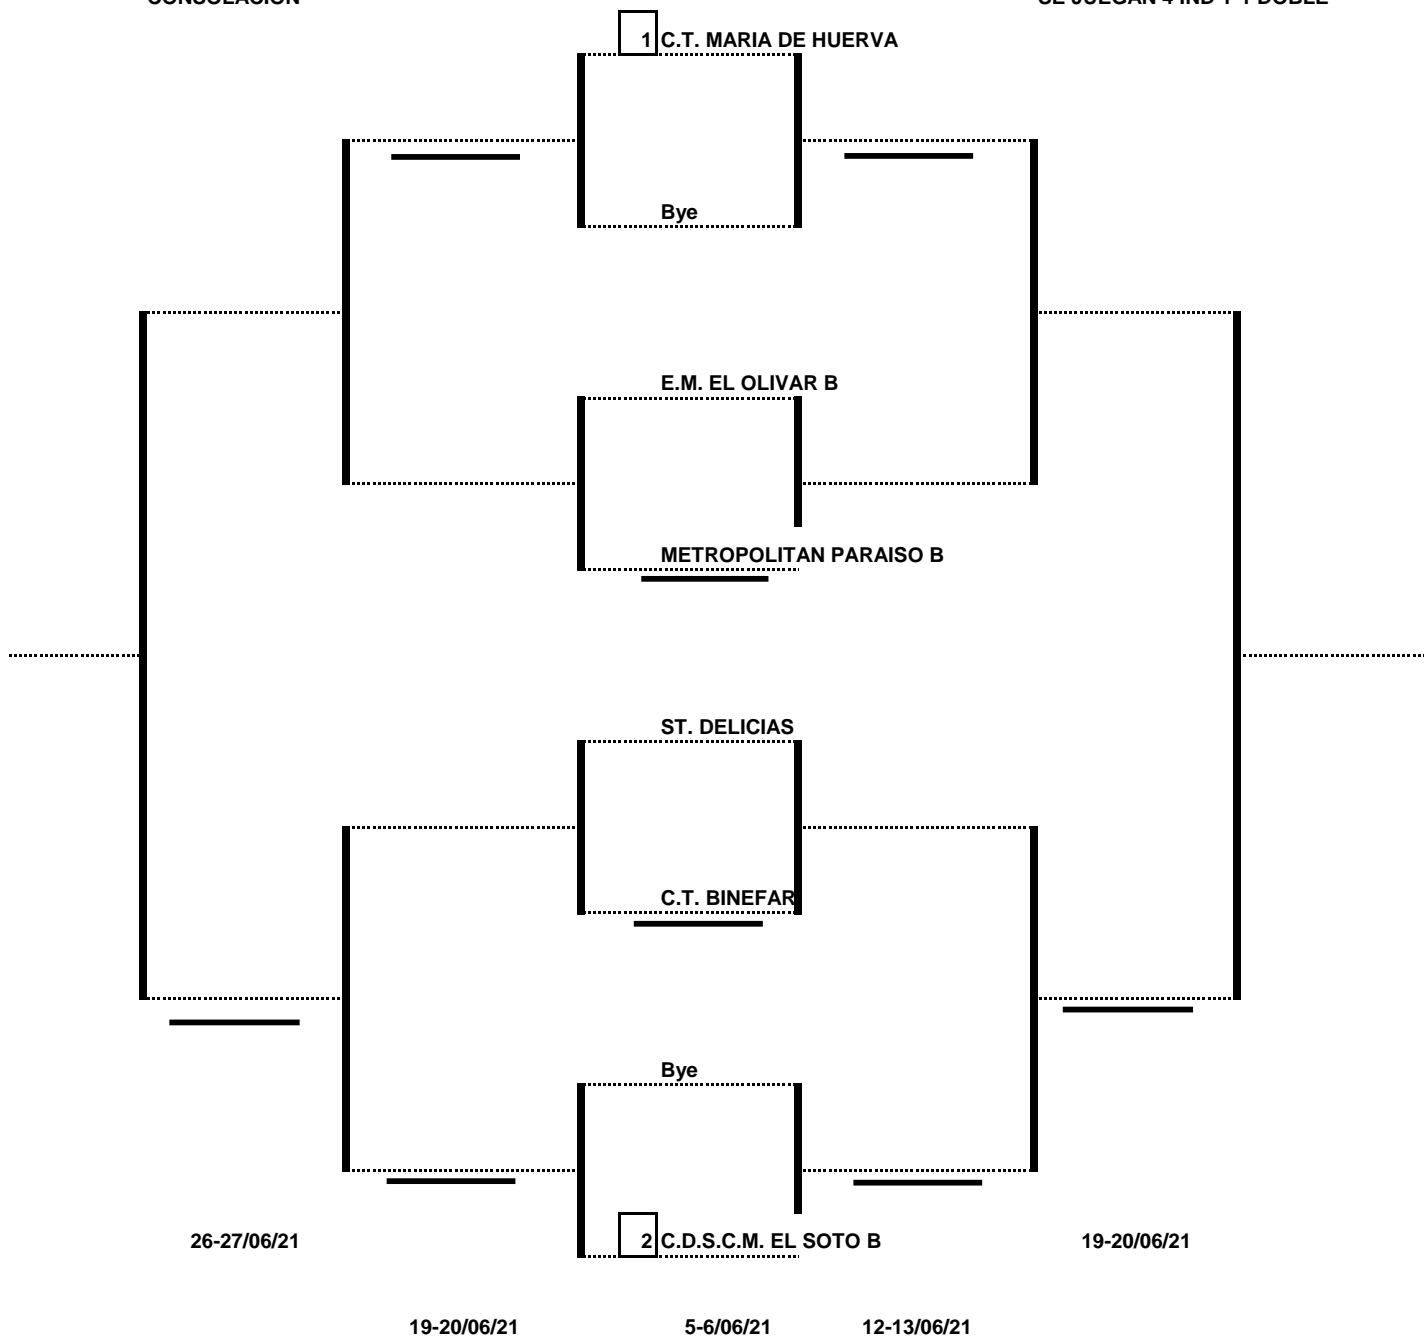 CONSOLACION
SE JUEGAN 4 IND Y 1 DOBLE
1 C.T. MARIA DE HUERVA
Bye
E.M. EL OLIVAR B
METROPOLITAN PARAISO B
ST. DELICIAS
C.T. BINEFAR
Bye
26-27/06/21
2 C.D.S.C.M. EL SOTO B
19-20/06/21
19-20/06/21
5-6/06/21
12-13/06/21